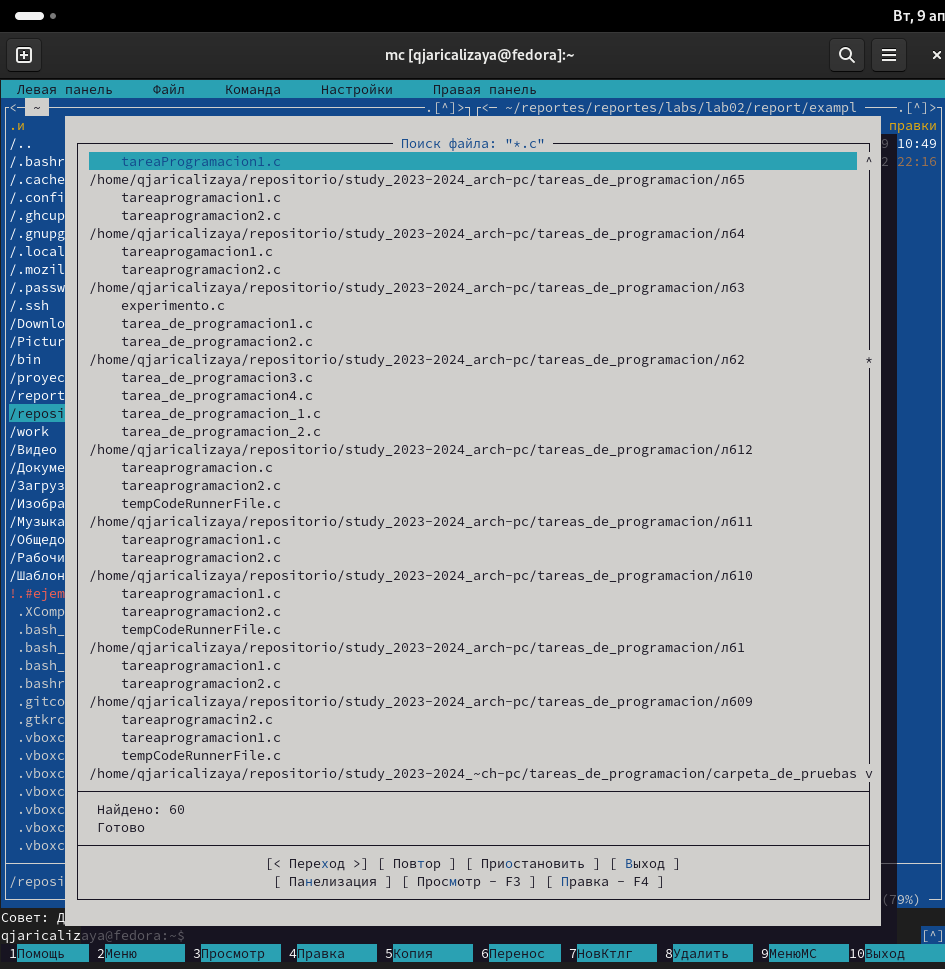 Вт, 9 ап
mc [qjaricalizaya@fedora]:~
Левая панель Файл Команда Настройки Правая панель
<— ~ .[^]> <— ~/reportes/reportes/labs/lab02/report/exampl .[^]>
.и правки
Поиск файла: "*.c"
/.. 9 10:49
/.bashr tareaProgramacion1.c ^ 2 22:16
/.cache /home/qjaricalizaya/repositorio/study_2023-2024_arch-pc/tareas_de_programacion/л65
/.confi tareaprogramacion1.c
/.ghcup tareaprogramacion2.c
/.gnupg /home/qjaricalizaya/repositorio/study_2023-2024_arch-pc/tareas_de_programacion/л64
/.local tareaprogamacion1.c
/.mozil tareaprogramacion2.c
/.passw /home/qjaricalizaya/repositorio/study_2023-2024_arch-pc/tareas_de_programacion/л63
/.ssh experimento.c
/Downlo tarea_de_programacion1.c
/Pictur tarea_de_programacion2.c
/bin /home/qjaricalizaya/repositorio/study_2023-2024_arch-pc/tareas_de_programacion/л62 *
/proyec tarea_de_programacion3.c
/report tarea_de_programacion4.c
/reposi tarea_de_programacion_1.c
/work tarea_de_programacion_2.c
/Видео /home/qjaricalizaya/repositorio/study_2023-2024_arch-pc/tareas_de_programacion/л612
/Докуме tareaprogramacion.c
/Загруз tareaprogramacion2.c
/Изобра tempCodeRunnerFile.c
/Музыка /home/qjaricalizaya/repositorio/study_2023-2024_arch-pc/tareas_de_programacion/л611
/Общедо tareaprogramacion1.c
/Рабочи tareaprogramacion2.c
/Шаблон /home/qjaricalizaya/repositorio/study_2023-2024_arch-pc/tareas_de_programacion/л610
!.#ejem tareaprogramacion1.c
.XComp tareaprogramacion2.c
.bash_ tempCodeRunnerFile.c
.bash_ /home/qjaricalizaya/repositorio/study_2023-2024_arch-pc/tareas_de_programacion/л61
.bash_ tareaprogramacion1.c
.bashr tareaprogramacion2.c
.gitco /home/qjaricalizaya/repositorio/study_2023-2024_arch-pc/tareas_de_programacion/л609
.gtkrc tareaprogramacin2.c
.vboxc tareaprogramacion1.c
.vboxc tempCodeRunnerFile.c
.vboxc /home/qjaricalizaya/repositorio/study_2023-2024_~ch-pc/tareas_de_programacion/carpeta_de_pruebas v
.vboxc
.vboxc Найдено: 60
.vboxc Готово
.vboxc
[< Переход >] [ Повтор ] [ Приостановить ] [ Выход ]
/reposi [ Панелизация ] [ Просмотр - F3 ] [ Правка - F4 ]
(79%)
Совет: Д
qjaricalizaya@fedora:~$ [^]
1Помощь 2Меню 3Просмотр 4Правка 5Копия 6Перенос 7НовКтлг 8Удалить 9МенюМС 10Выход